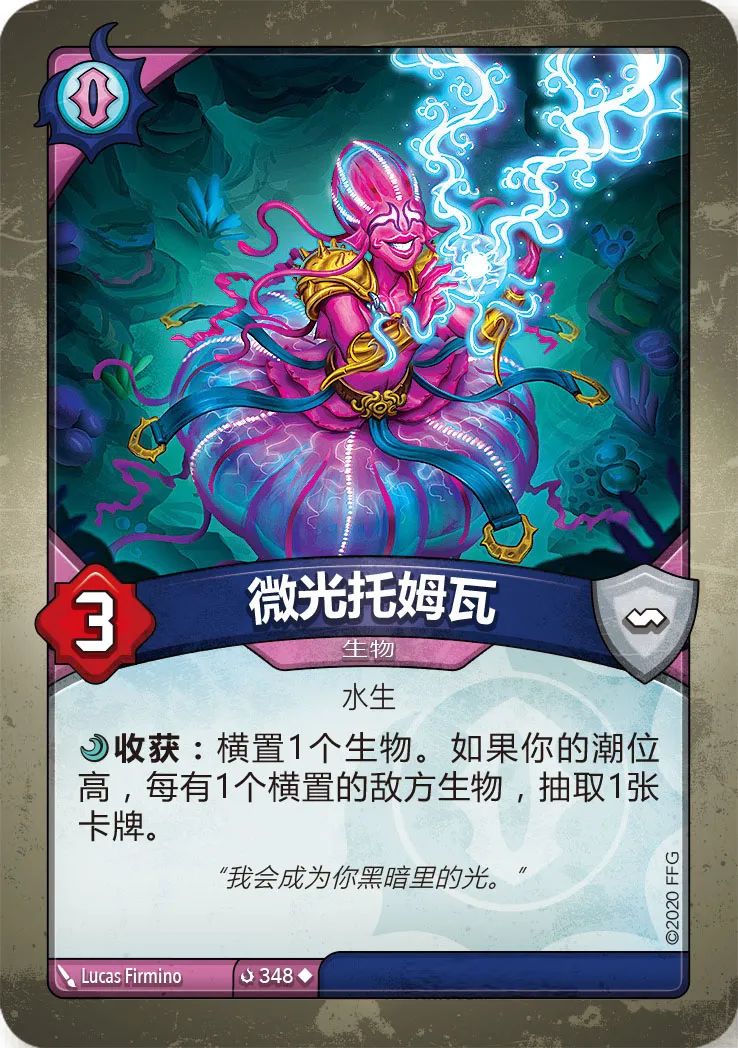 3
微光托姆瓦
生物
水生
收获：横置1个生物。如果你的潮位
高，每有1个横置的敌方生物，抽取1张
卡牌。
“我会成为你黑暗里的光。”
©2020 FFG
Lucas Firmino
348